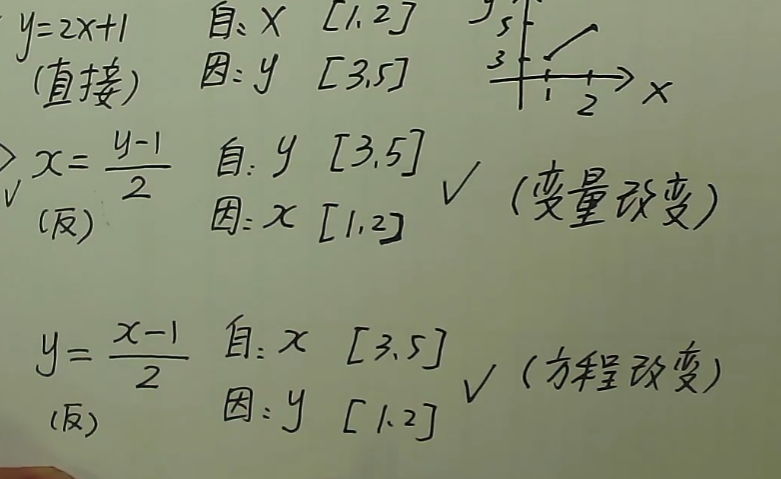 y=2x+1 自: x [1,2] y 5
(直接) 因: y [3,5] 3 1 2 x
x=\frac{y-1}{2} 自: y [3,5] ✓ (变量改变)
(反) 因: x [1,2]
y=\frac{x-1}{2} 自: x [3,5] ✓ (方程改变)
(反) 因: y [1,2]